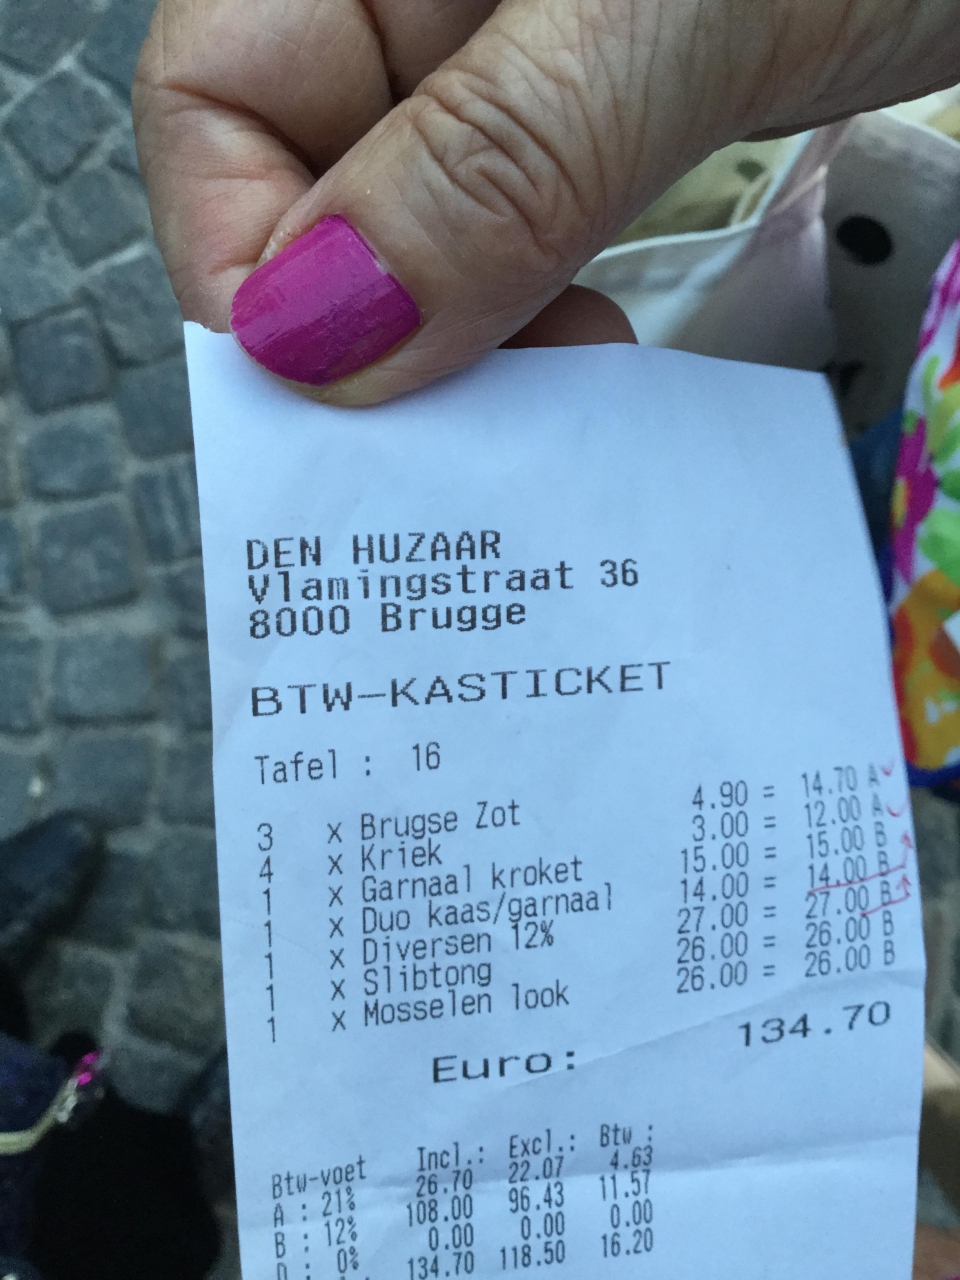 DEN HUZAAR
Vlamingstraat 36
8000 Brugge
BTW-KASTICKET
Tafel : 16
3 x Brugse Zot 4.90 = 14.70 A
4 x Kriek 3.00 = 12.00 A
1 x Garnaal kroket 15.00 = 15.00 B
1 x Duo kaas/garnaal 14.00 = 14.00 B
1 x Diversen 12% 27.00 = 27.00 B
1 x Slibtong 26.00 = 26.00 B
1 x Mosselen look 26.00 = 26.00 B
Euro: 134.70
Btw-voet Incl.: Excl.: Btw :
A : 21% 26.70 22.07 4.63
B : 12% 108.00 96.43 11.57
D : 0% 0.00 0.00 0.00
134.70 118.50 16.20